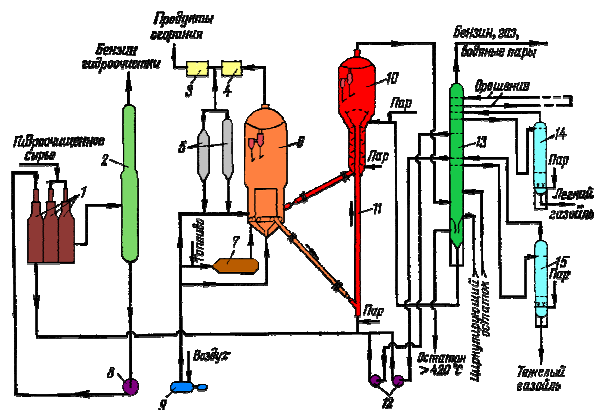 Продукты
сгорания
Бензин
гидроочистки
Бензин, газ,
водяные пары
3
4
10
Орошение
Пар
2
5
6
13
14
Гидроочищенное
сырье
1
Пар
Пар
Легкий
газойль
11
Топливо
7
15
Пар
Циркулирующий
остаток
Пар
Воздух
Остаток
>420°С
8
9
12
Тяжелый
газойль